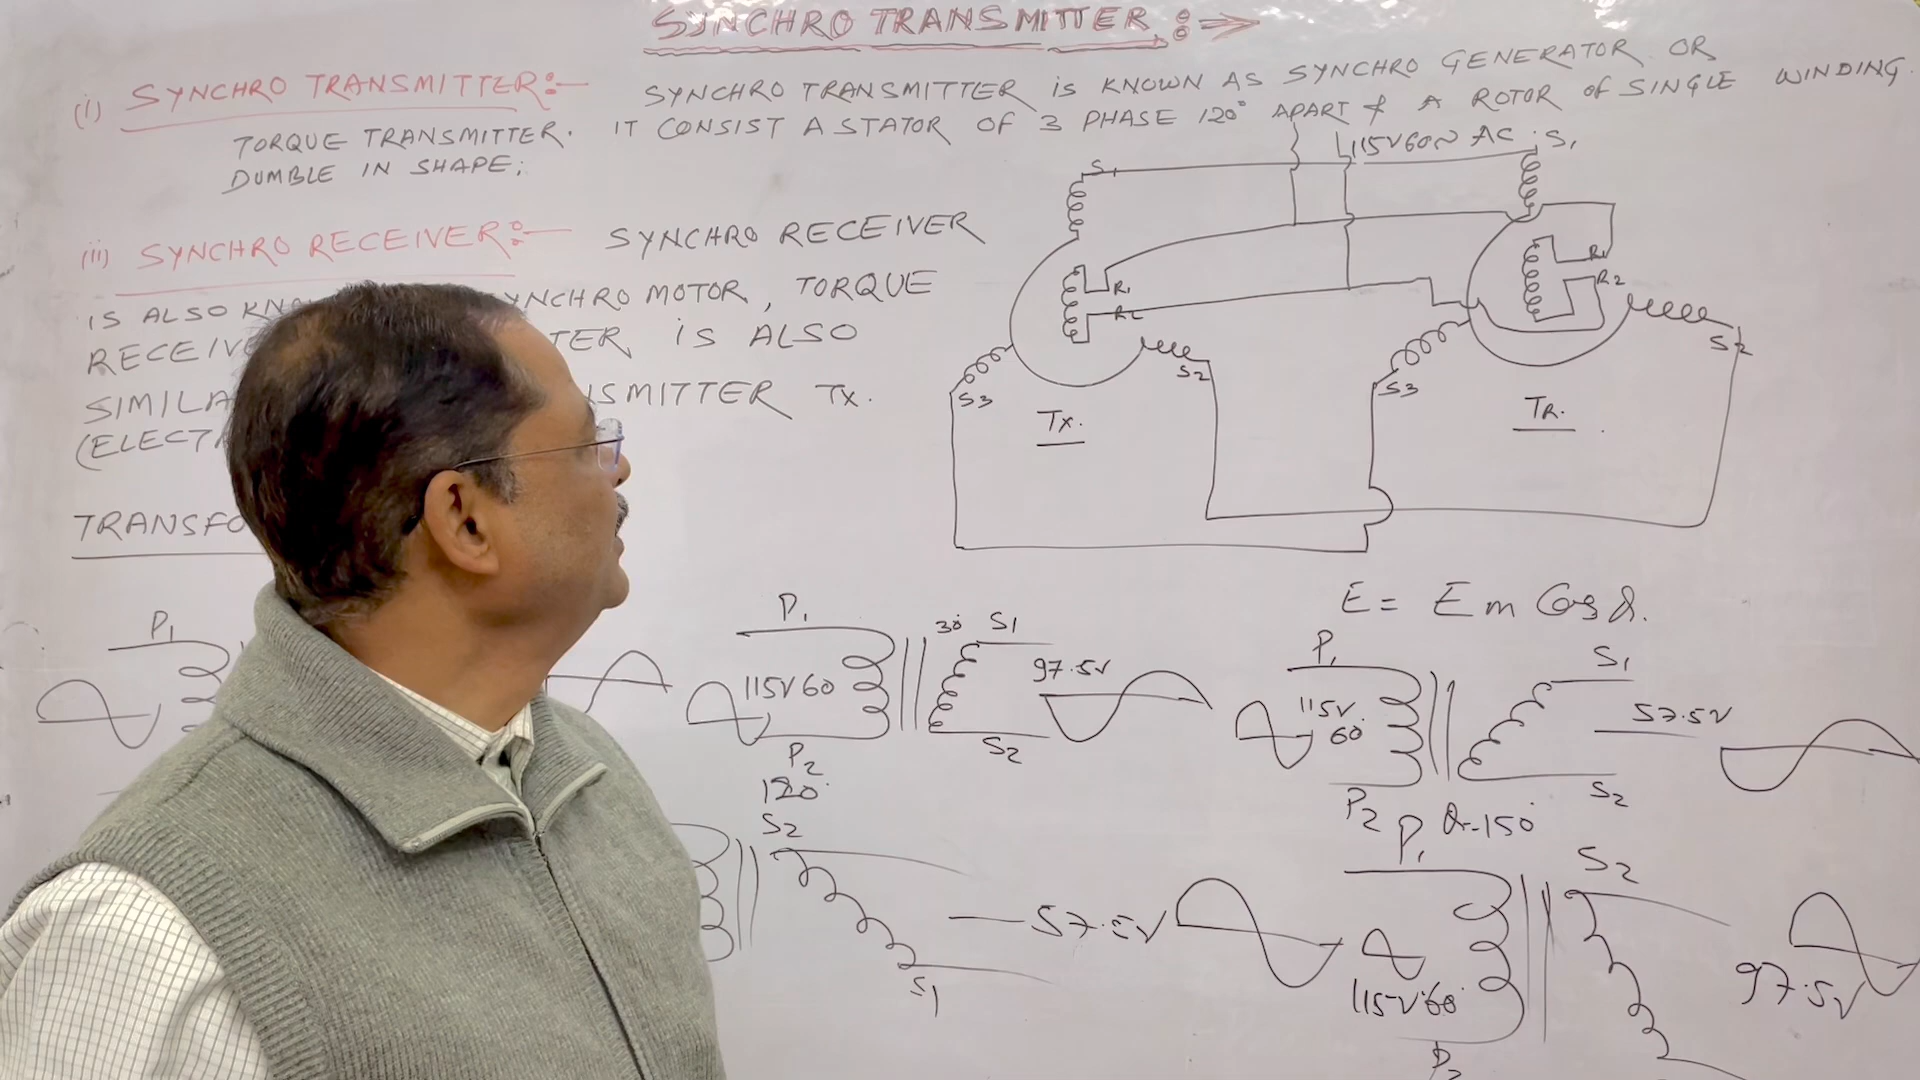 SYNCHRO TRANSMITTER :⇒
(i) SYNCHRO TRANSMITTER:- SYNCHRO TRANSMITTER is KNOWN AS SYNCHRO GENERATOR OR
TORQUE TRANSMITTER. IT CONSIST A STATOR OF 3 PHASE 120° APART & A ROTOR of SINGLE WINDING
DUMBLE IN SHAPE;
115V60~ AC
S1
S1
(ii) SYNCHRO RECEIVER:- SYNCHRO RECEIVER
iS ALSO KN YNCHRO MOTOR, TORQUE
RECEIVE TER iS ALSO
SIMILA SMITTER Tx.
(ELECT
R1
R2
S2
S3
Tx.
R1
R2
S2
S3
TR.
TRANSFO
E = Em Cos θ.
P1
P1
115V60
P2
30° S1
97.5V
S2
P1
115V
60
P2
S1
57.5V
S2
120°
S2
57.5V
S1
θ-150°
P1
115V60
P2
S2
97.5V